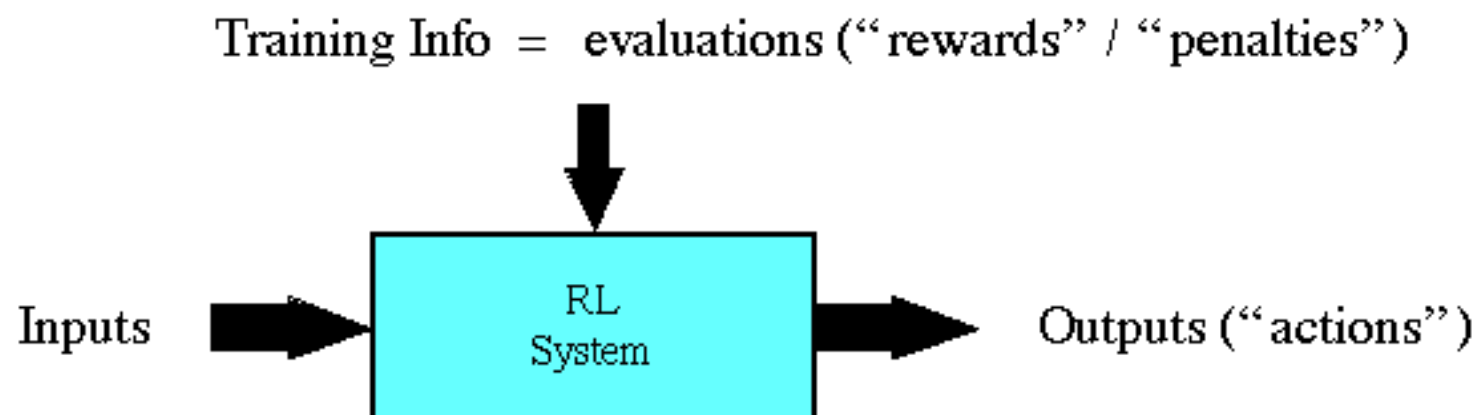 Training Info = evaluations (“rewards” / “penalties”)
RL
System
Inputs
Outputs (“actions”)